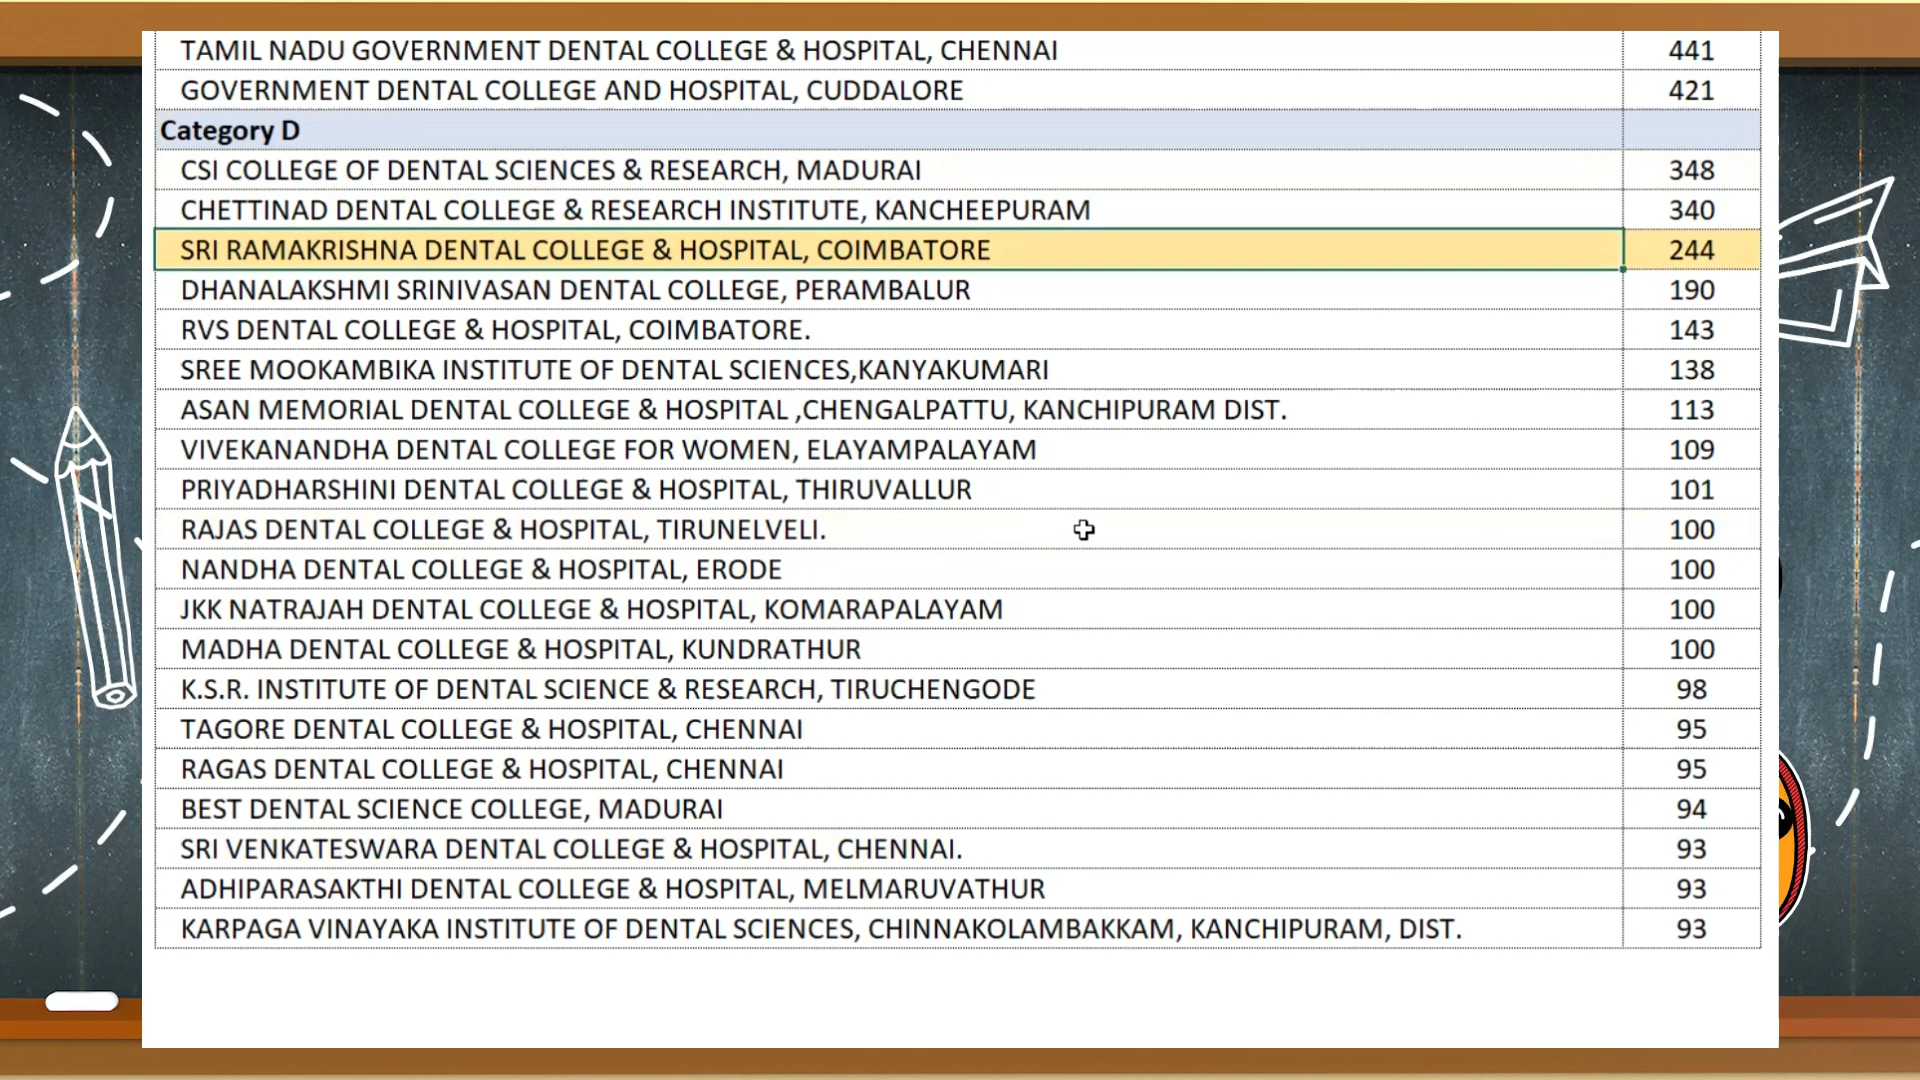 TAMIL NADU GOVERNMENT DENTAL COLLEGE & HOSPITAL, CHENNAI 441
GOVERNMENT DENTAL COLLEGE AND HOSPITAL, CUDDALORE 421
Category D
CSI COLLEGE OF DENTAL SCIENCES & RESEARCH, MADURAI 348
CHETTINAD DENTAL COLLEGE & RESEARCH INSTITUTE, KANCHEEPURAM 340
SRI RAMAKRISHNA DENTAL COLLEGE & HOSPITAL, COIMBATORE 244
DHANALAKSHMI SRINIVASAN DENTAL COLLEGE, PERAMBALUR 190
RVS DENTAL COLLEGE & HOSPITAL, COIMBATORE. 143
SREE MOOKAMBIKA INSTITUTE OF DENTAL SCIENCES,KANYAKUMARI 138
ASAN MEMORIAL DENTAL COLLEGE & HOSPITAL ,CHENGALPATTU, KANCHIPURAM DIST. 113
VIVEKANANDHA DENTAL COLLEGE FOR WOMEN, ELAYAMPALAYAM 109
PRIYADHARSHINI DENTAL COLLEGE & HOSPITAL, THIRUVALLUR 101
RAJAS DENTAL COLLEGE & HOSPITAL, TIRUNELVELI. 100
NANDHA DENTAL COLLEGE & HOSPITAL, ERODE 100
JKK NATRAJAH DENTAL COLLEGE & HOSPITAL, KOMARAPALAYAM 100
MADHA DENTAL COLLEGE & HOSPITAL, KUNDRATHUR 100
K.S.R. INSTITUTE OF DENTAL SCIENCE & RESEARCH, TIRUCHENGODE 98
TAGORE DENTAL COLLEGE & HOSPITAL, CHENNAI 95
RAGAS DENTAL COLLEGE & HOSPITAL, CHENNAI 95
BEST DENTAL SCIENCE COLLEGE, MADURAI 94
SRI VENKATESWARA DENTAL COLLEGE & HOSPITAL, CHENNAI. 93
ADHIPARASAKTHI DENTAL COLLEGE & HOSPITAL, MELMARUVATHUR 93
KARPAGA VINAYAKA INSTITUTE OF DENTAL SCIENCES, CHINNAKOLAMBAKKAM, KANCHIPURAM, DIST. 93